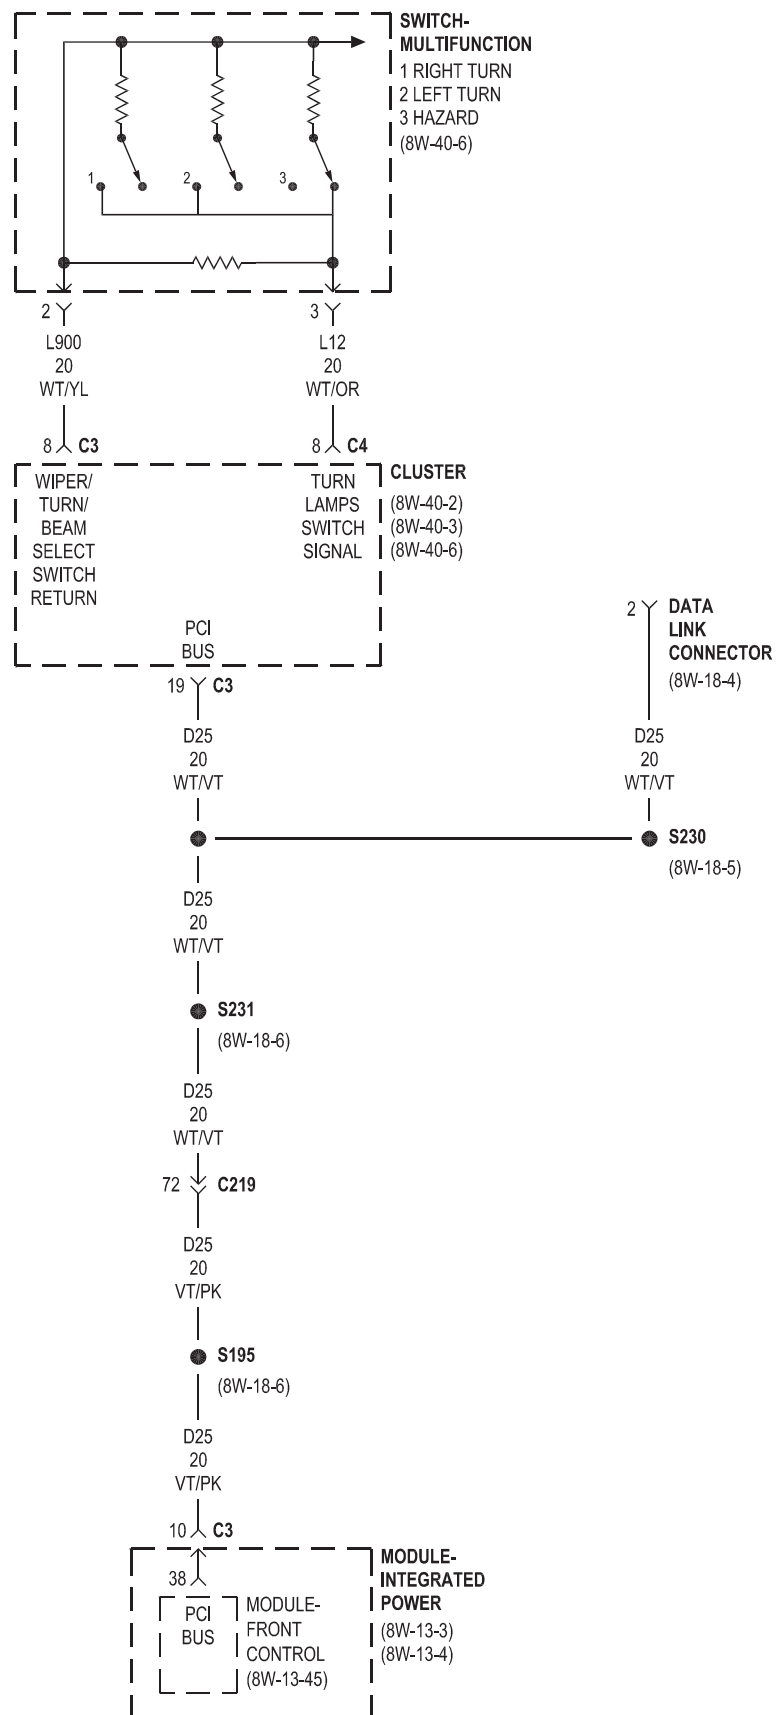 SWITCH-
MULTIFUNCTION
1 RIGHT TURN
2 LEFT TURN
3 HAZARD
(8W-40-6)
1
2
3
2
3
L900
20
WT/YL
L12
20
WT/OR
8
C3
8
C4
CLUSTER
(8W-40-2)
(8W-40-3)
(8W-40-6)
WIPER/
TURN/
BEAM
SELECT
SWITCH
RETURN
TURN
LAMPS
SWITCH
SIGNAL
PCI
BUS
2
DATA
LINK
CONNECTOR
(8W-18-4)
19
C3
D25
20
WT/VT
D25
20
WT/VT
S230
(8W-18-5)
D25
20
WT/VT
S231
(8W-18-6)
D25
20
WT/VT
72
C219
D25
20
VT/PK
S195
(8W-18-6)
D25
20
VT/PK
10
C3
38
PCI
BUS
MODULE-
FRONT
CONTROL
(8W-13-45)
MODULE-
INTEGRATED
POWER
(8W-13-3)
(8W-13-4)